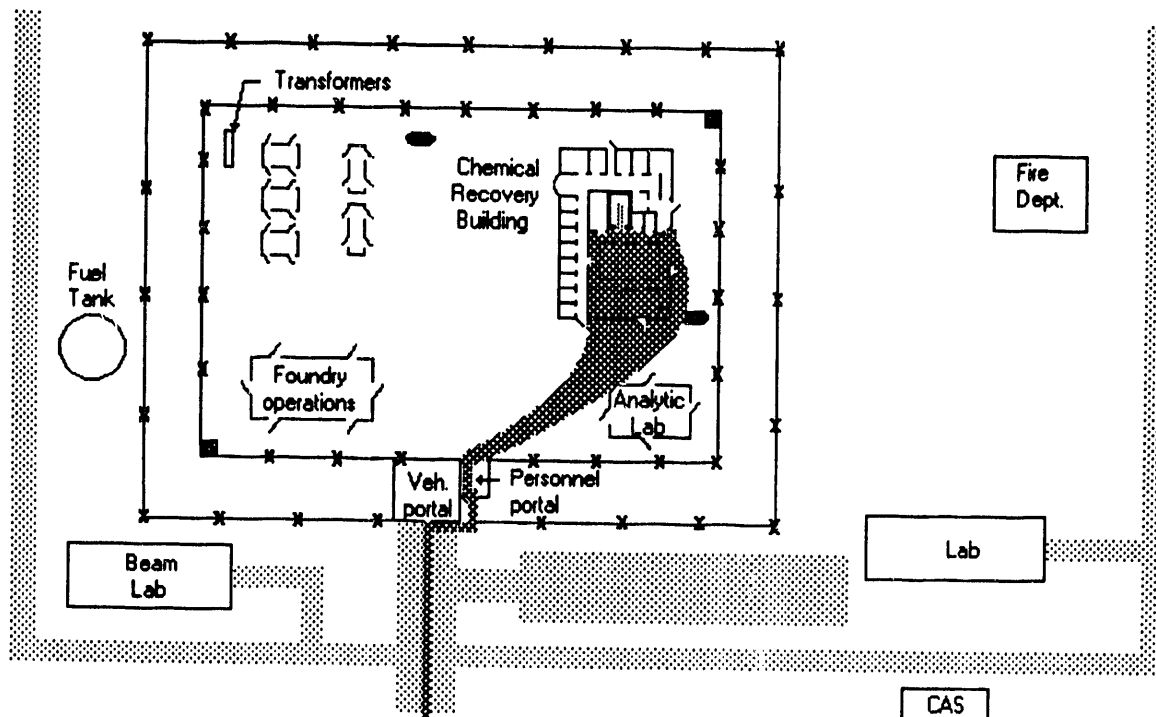 Transformers
Chemical
Recovery
Building
Fire
Dept.
Fuel
Tank
Foundry
operations
Analytic
Lab
Veh.
portal
Personnel
portal
Beam
Lab
Lab
CAS